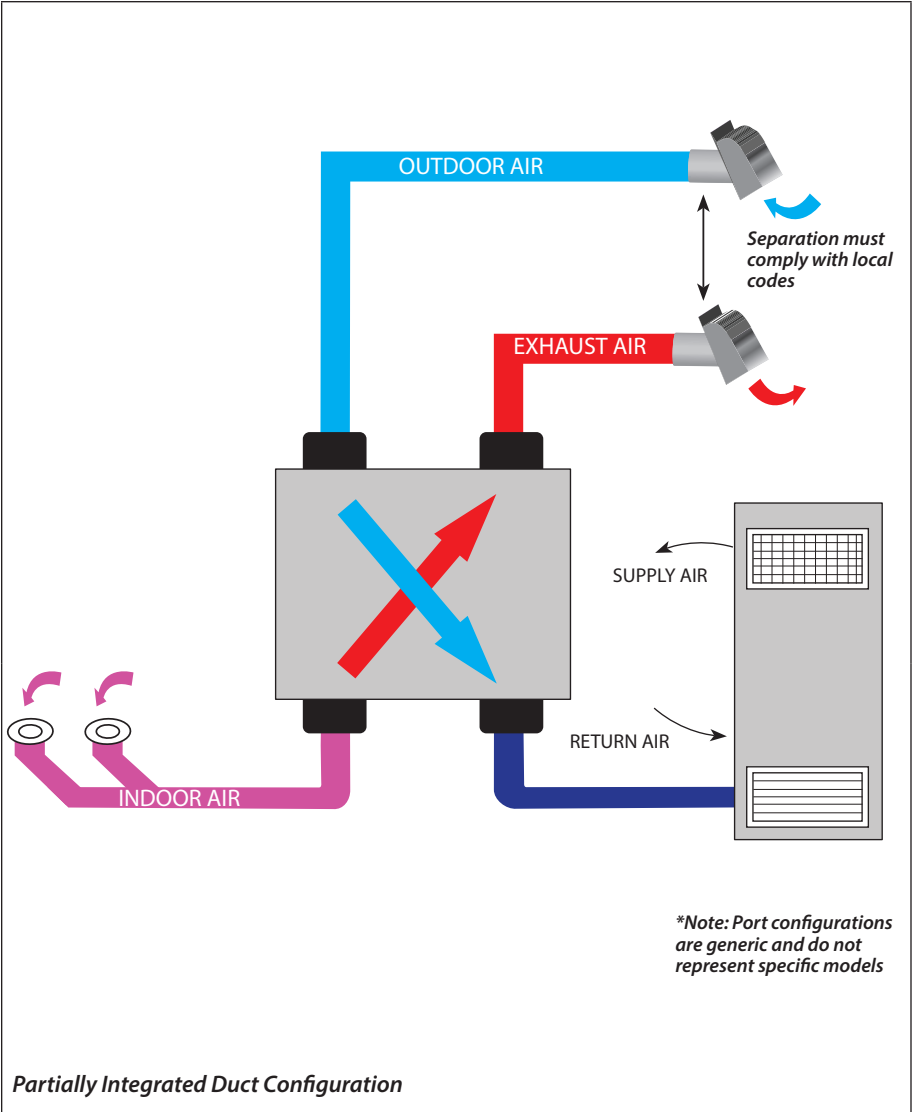 OUTDOOR AIR
Separation must
comply with local
codes
EXHAUST AIR
SUPPLY AIR
RETURN AIR
INDOOR AIR
*Note: Port configurations
are generic and do not
represent specific models
Partially Integrated Duct Configuration